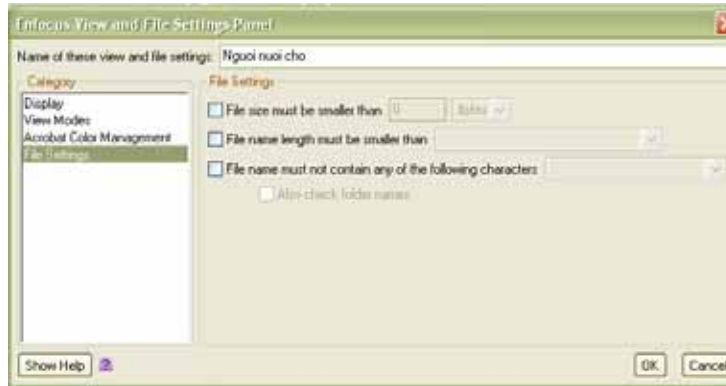 Enfocus View and File Settings Panel
Name of these view and file settings: Nguoi nuoi cho
Category
Display
View Modes
Acrobat Color Management
File Settings
File Settings
File size must be smaller than 0 Bytes
File name length must be smaller than
File name must not contain any of the following characters
Also check folder names
Show Help
OK
Cancel